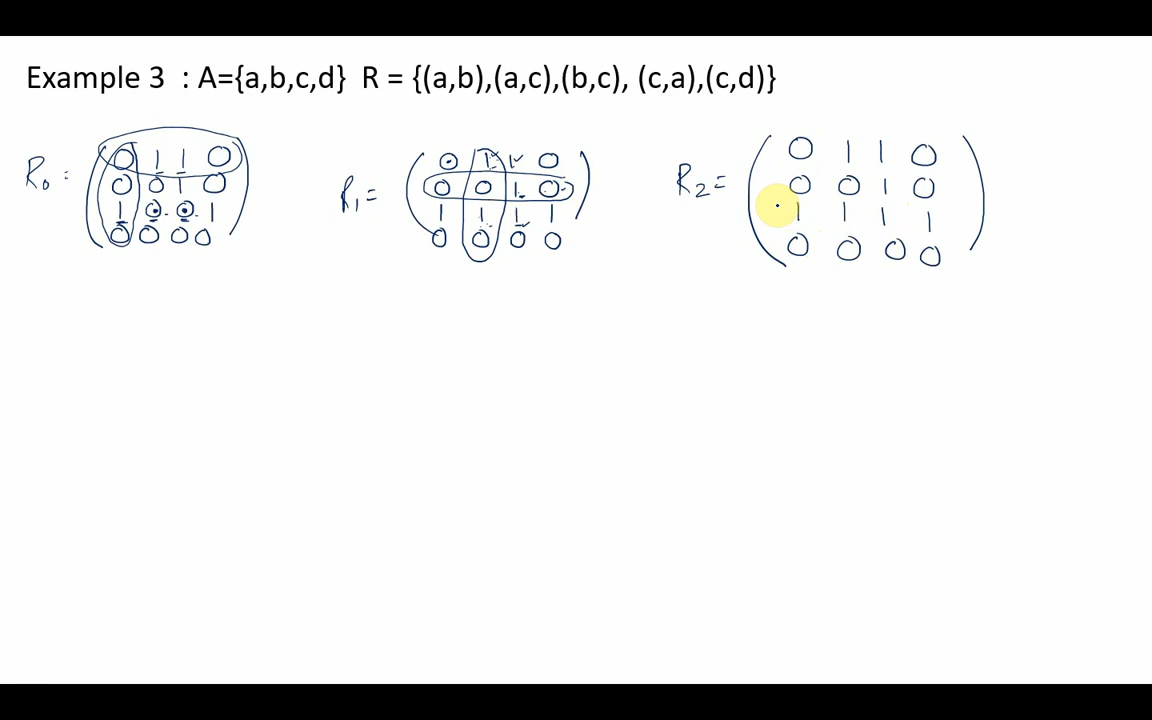 Example 3 : A={a,b,c,d} R = {(a,b),(a,c),(b,c), (c,a),(c,d)}
R₀ =
0 1 1 0
0 0 1 0
1 0 0 1
0 0 0 0
R₁ =
0 1 1 0
0 0 1 0
1 1 1 1
0 0 0 0
R₂ =
0 1 1 0
0 0 1 0
1 1 1 1
0 0 0 0